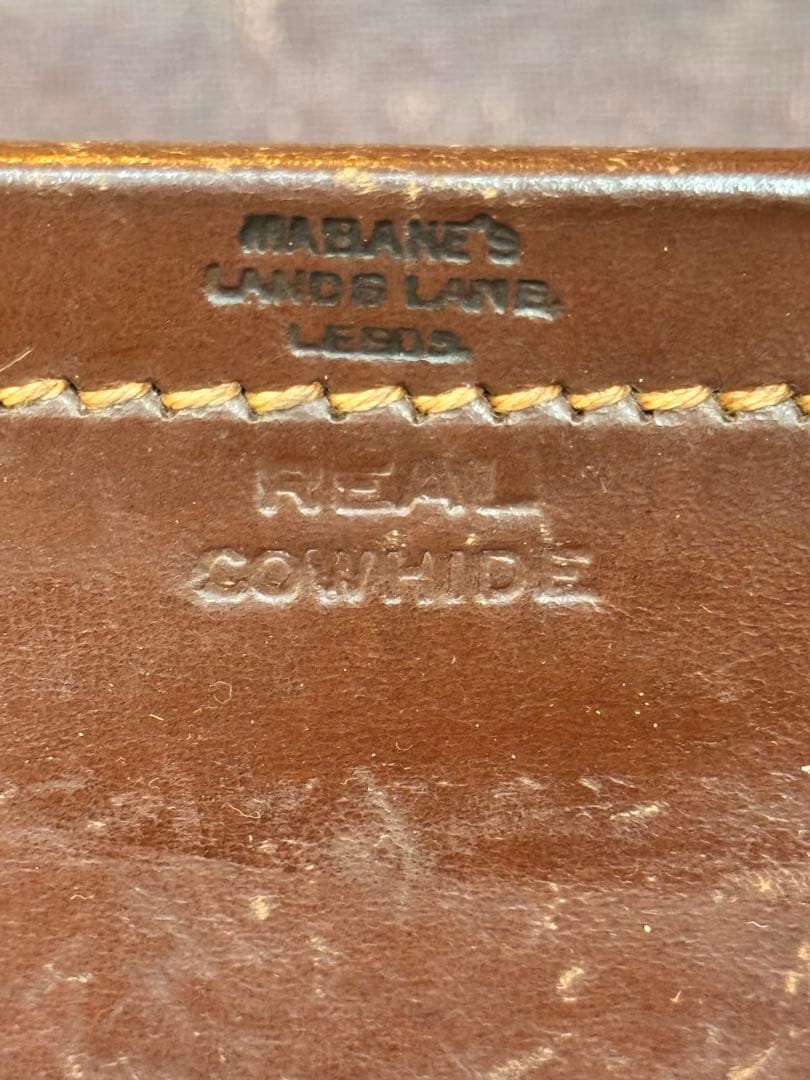 MABANE'S
LANDS LANE,
LEEDS.
REAL
COWHIDE